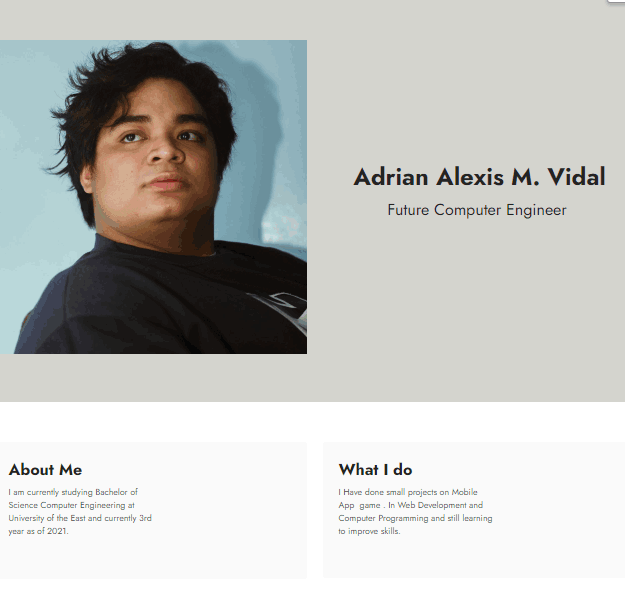 Adrian Alexis M. Vidal
Future Computer Engineer
About Me
I am currently studying Bachelor of
Science Computer Engineering at
University of the East and currently 3rd
year as of 2021.
What I do
I Have done small projects on Mobile
App game . In Web Development and
Computer Programming and still learning
to improve skills.